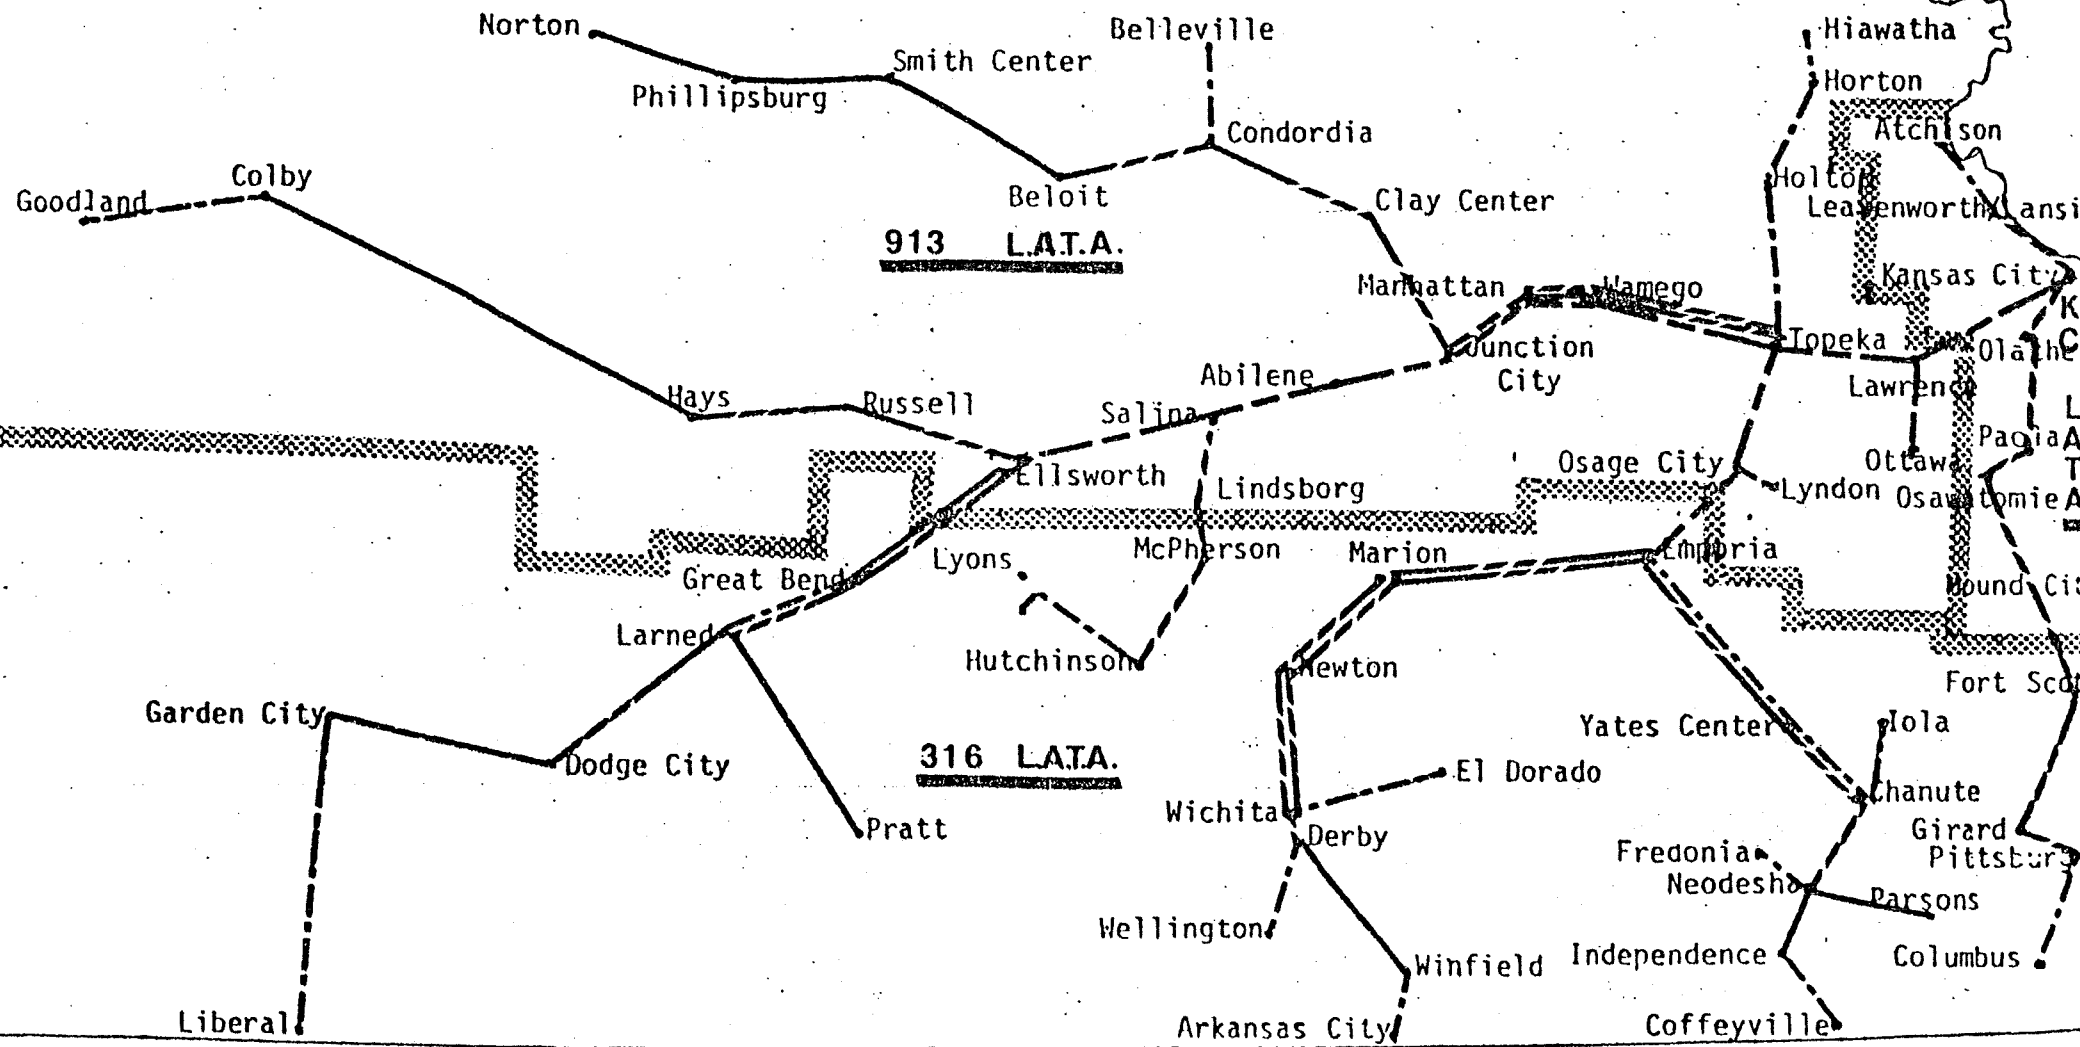 Norton
Belleville
Hiawatha
Smith Center
Horton
Phillipsburg
Condordia
Atchison
Colby
Holton
Goodland
Beloit
Clay Center
913 L.A.T.A.
Kansas City
Manhattan
Wamego
K
C
Topeka
Olathe
Junction
City
Abilene
Lawrence
Hays
Russell
Salina
L
A
T
A
Paola
Ottawa
Osage City
Ellsworth
Lindsborg
Lyndon
Osawatomie
McPherson
Marion
Emporia
Lyons
Great Bend
Larned
Hutchinson
Newton
Garden City
Yates Center
Iola
316 L.A.T.A.
Dodge City
El Dorado
Chanute
Wichita
Pratt
Derby
Girard
Fredonia
Pittsburg
Neodesha
Parsons
Wellington
Independence
Winfield
Columbus
Liberal
Arkansas City
Coffeyville